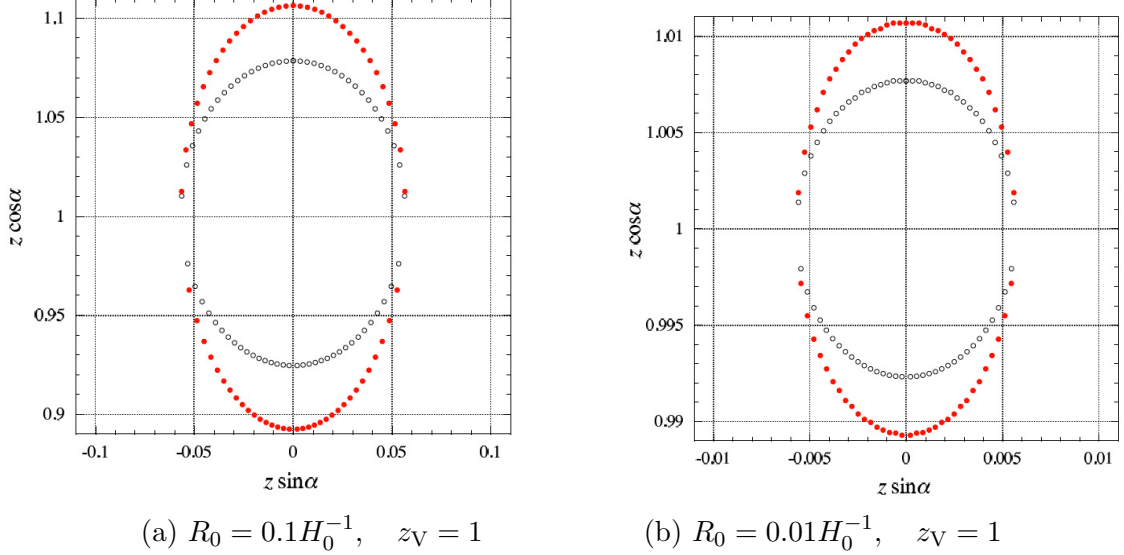 1.1
1.05
1
0.95
0.9
z cosα
-0.1 -0.05 0 0.05 0.1
z sinα
(a) R₀ = 0.1H₀⁻¹, z_V = 1
1.01
1.005
1
0.995
0.99
z cosα
-0.01 -0.005 0 0.005 0.01
z sinα
(b) R₀ = 0.01H₀⁻¹, z_V = 1